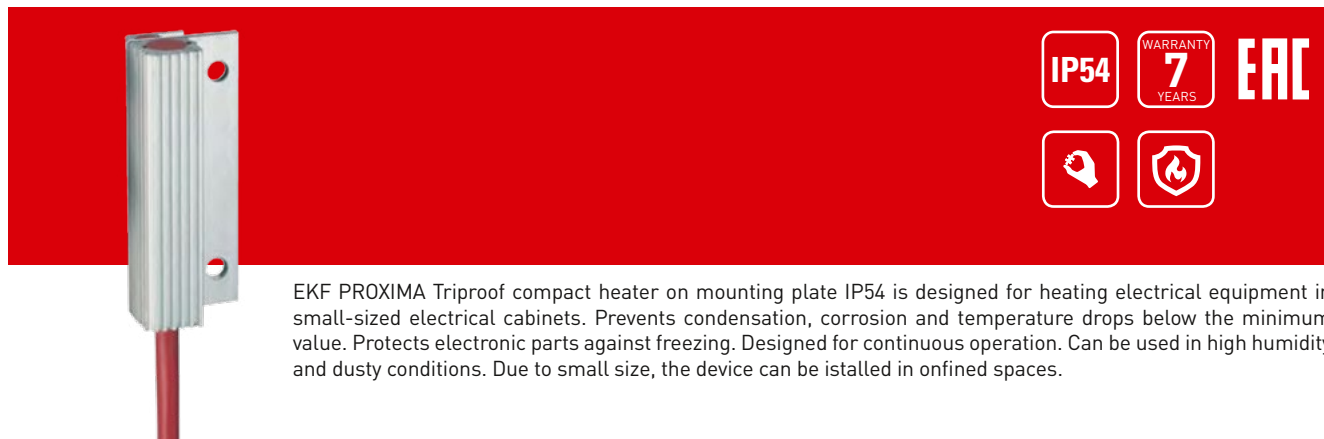 IP54
WARRANTY
7
YEARS
EAC
EKF PROXIMA Triproof compact heater on mounting plate IP54 is designed for heating electrical equipment in
small-sized electrical cabinets. Prevents condensation, corrosion and temperature drops below the minimum
value. Protects electronic parts against freezing. Designed for continuous operation. Can be used in high humidity
and dusty conditions. Due to small size, the device can be istalled in onfined spaces.